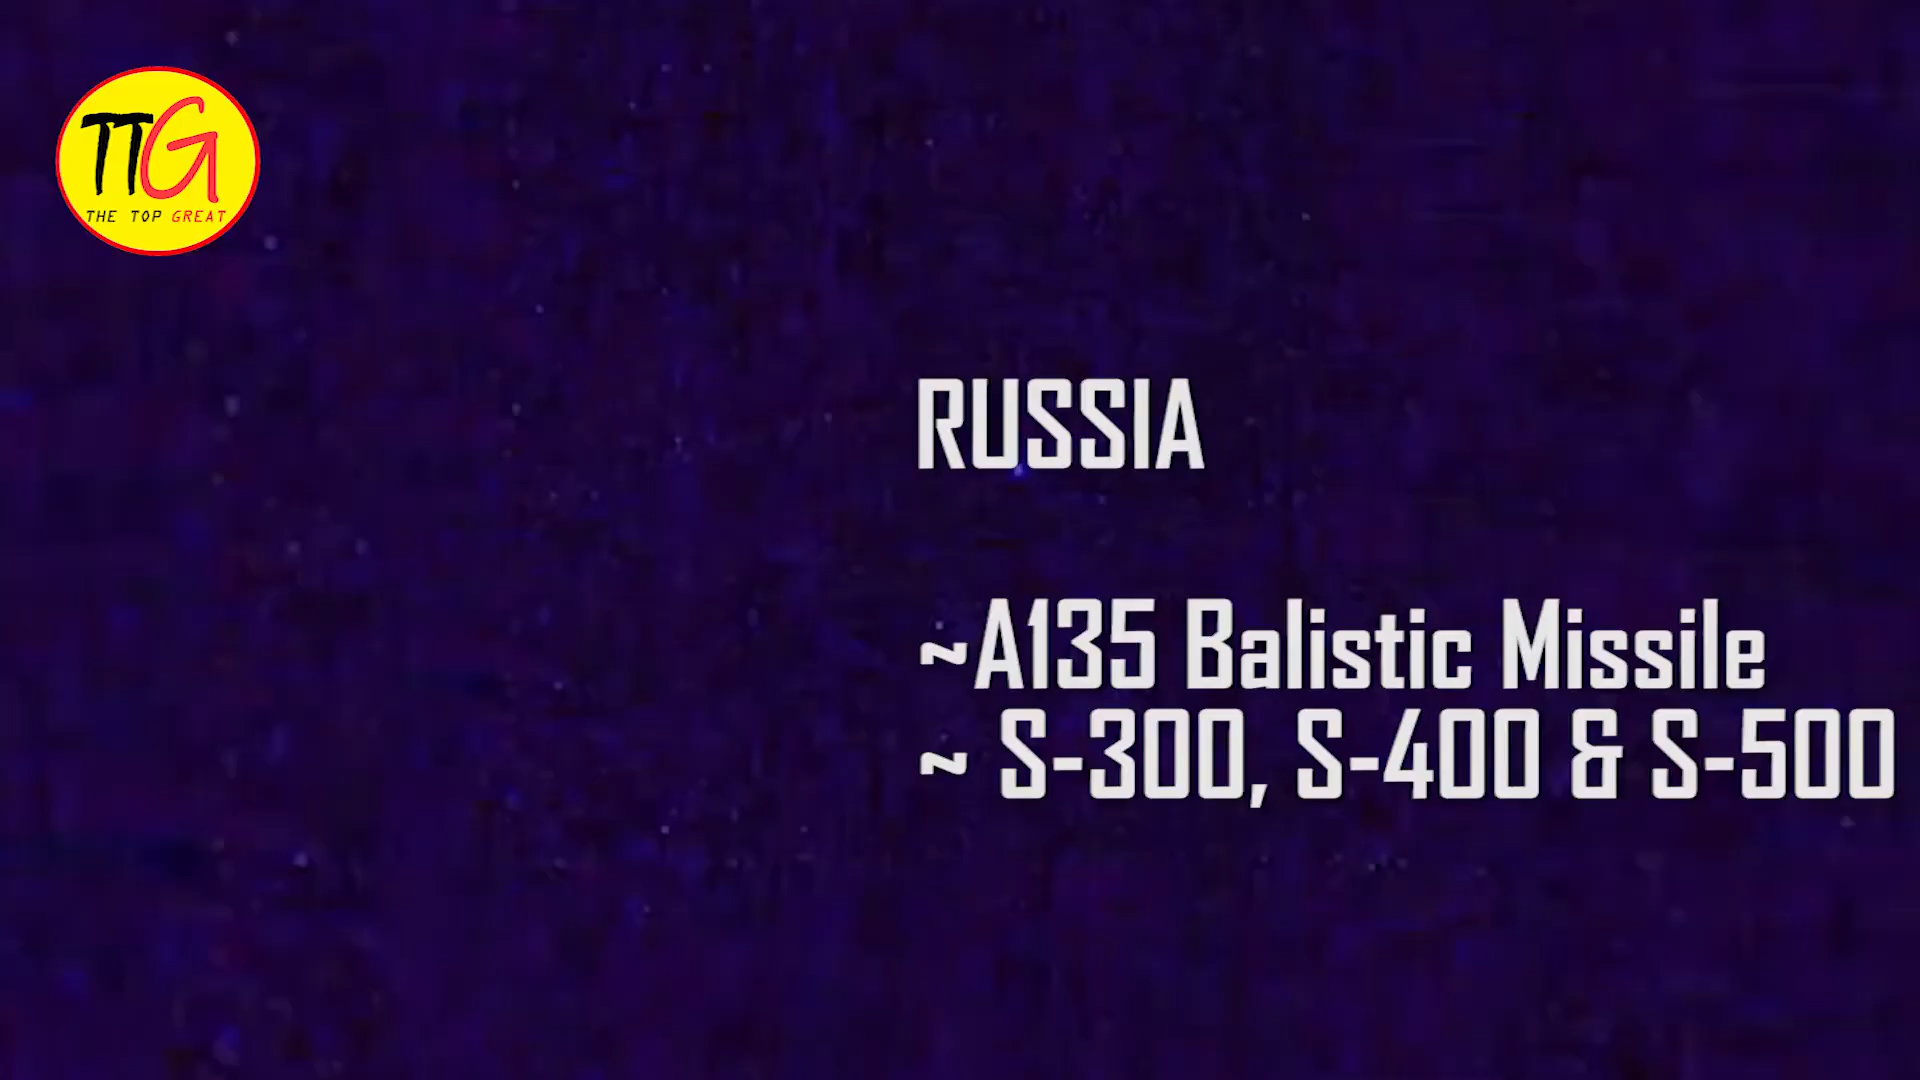 TTG
THE TOP GREAT
RUSSIA
~A135 Balistic Missile
~ S-300, S-400 & S-500